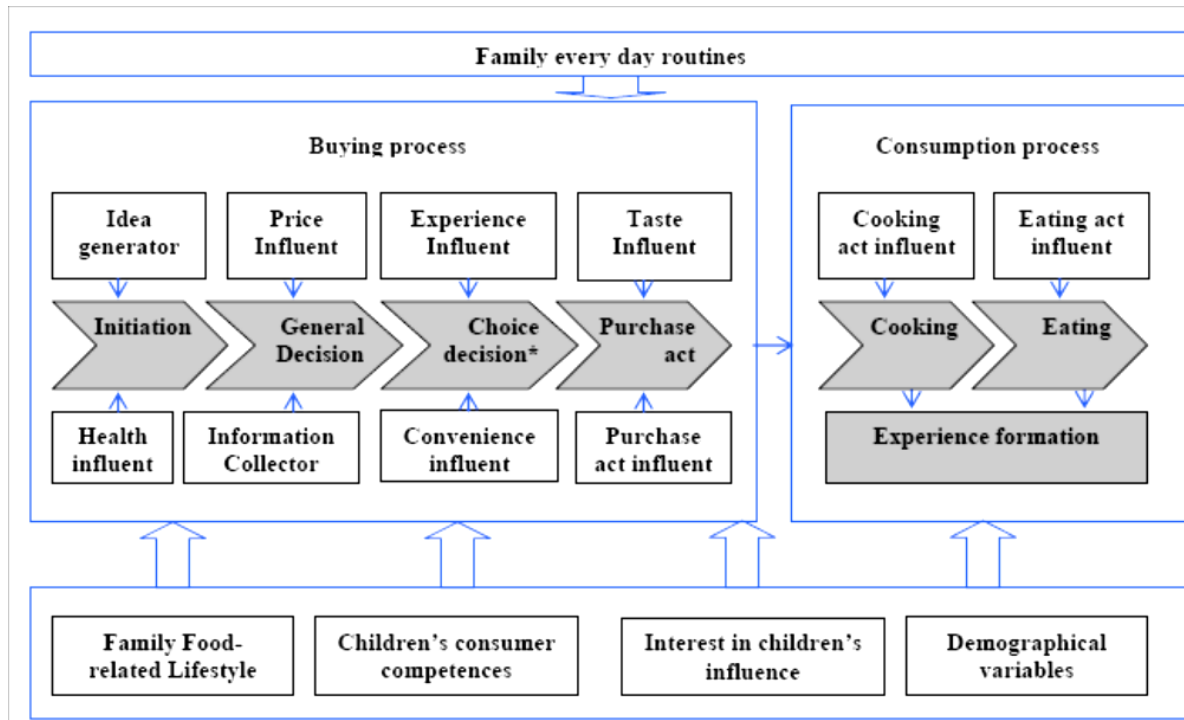 Family every day routines
Buying process
Consumption process
Idea
generator
Price
Influent
Experience
Influent
Taste
Influent
Cooking
act influent
Eating act
influent
Initiation
General
Decision
Choice
decision*
Purchase
act
Cooking
Eating
Health
influent
Information
Collector
Convenience
influent
Purchase
act influent
Experience formation
Family Food-
related Lifestyle
Children’s consumer
competences
Interest in children’s
influence
Demographical
variables